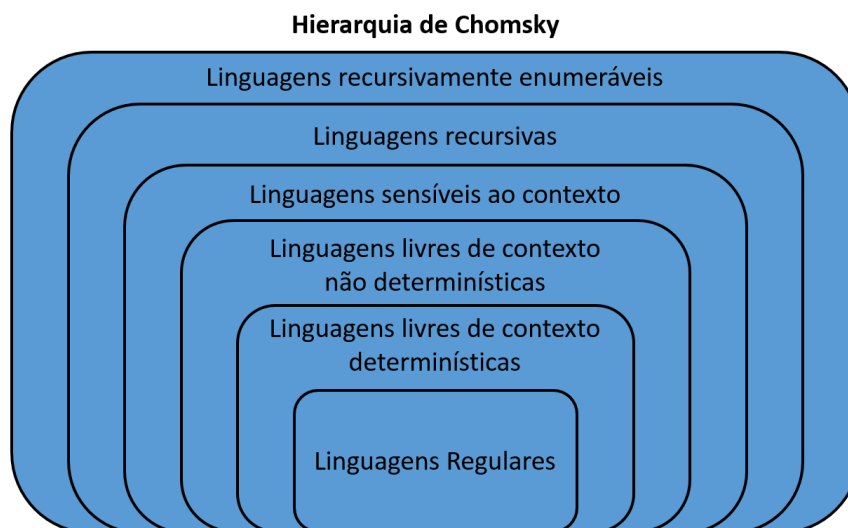 Hierarquia de Chomsky
Linguagens recursivamente enumeráveis
Linguagens recursivas
Linguagens sensíveis ao contexto
Linguagens livres de contexto
não determinísticas
Linguagens livres de contexto
determinísticas
Linguagens Regulares